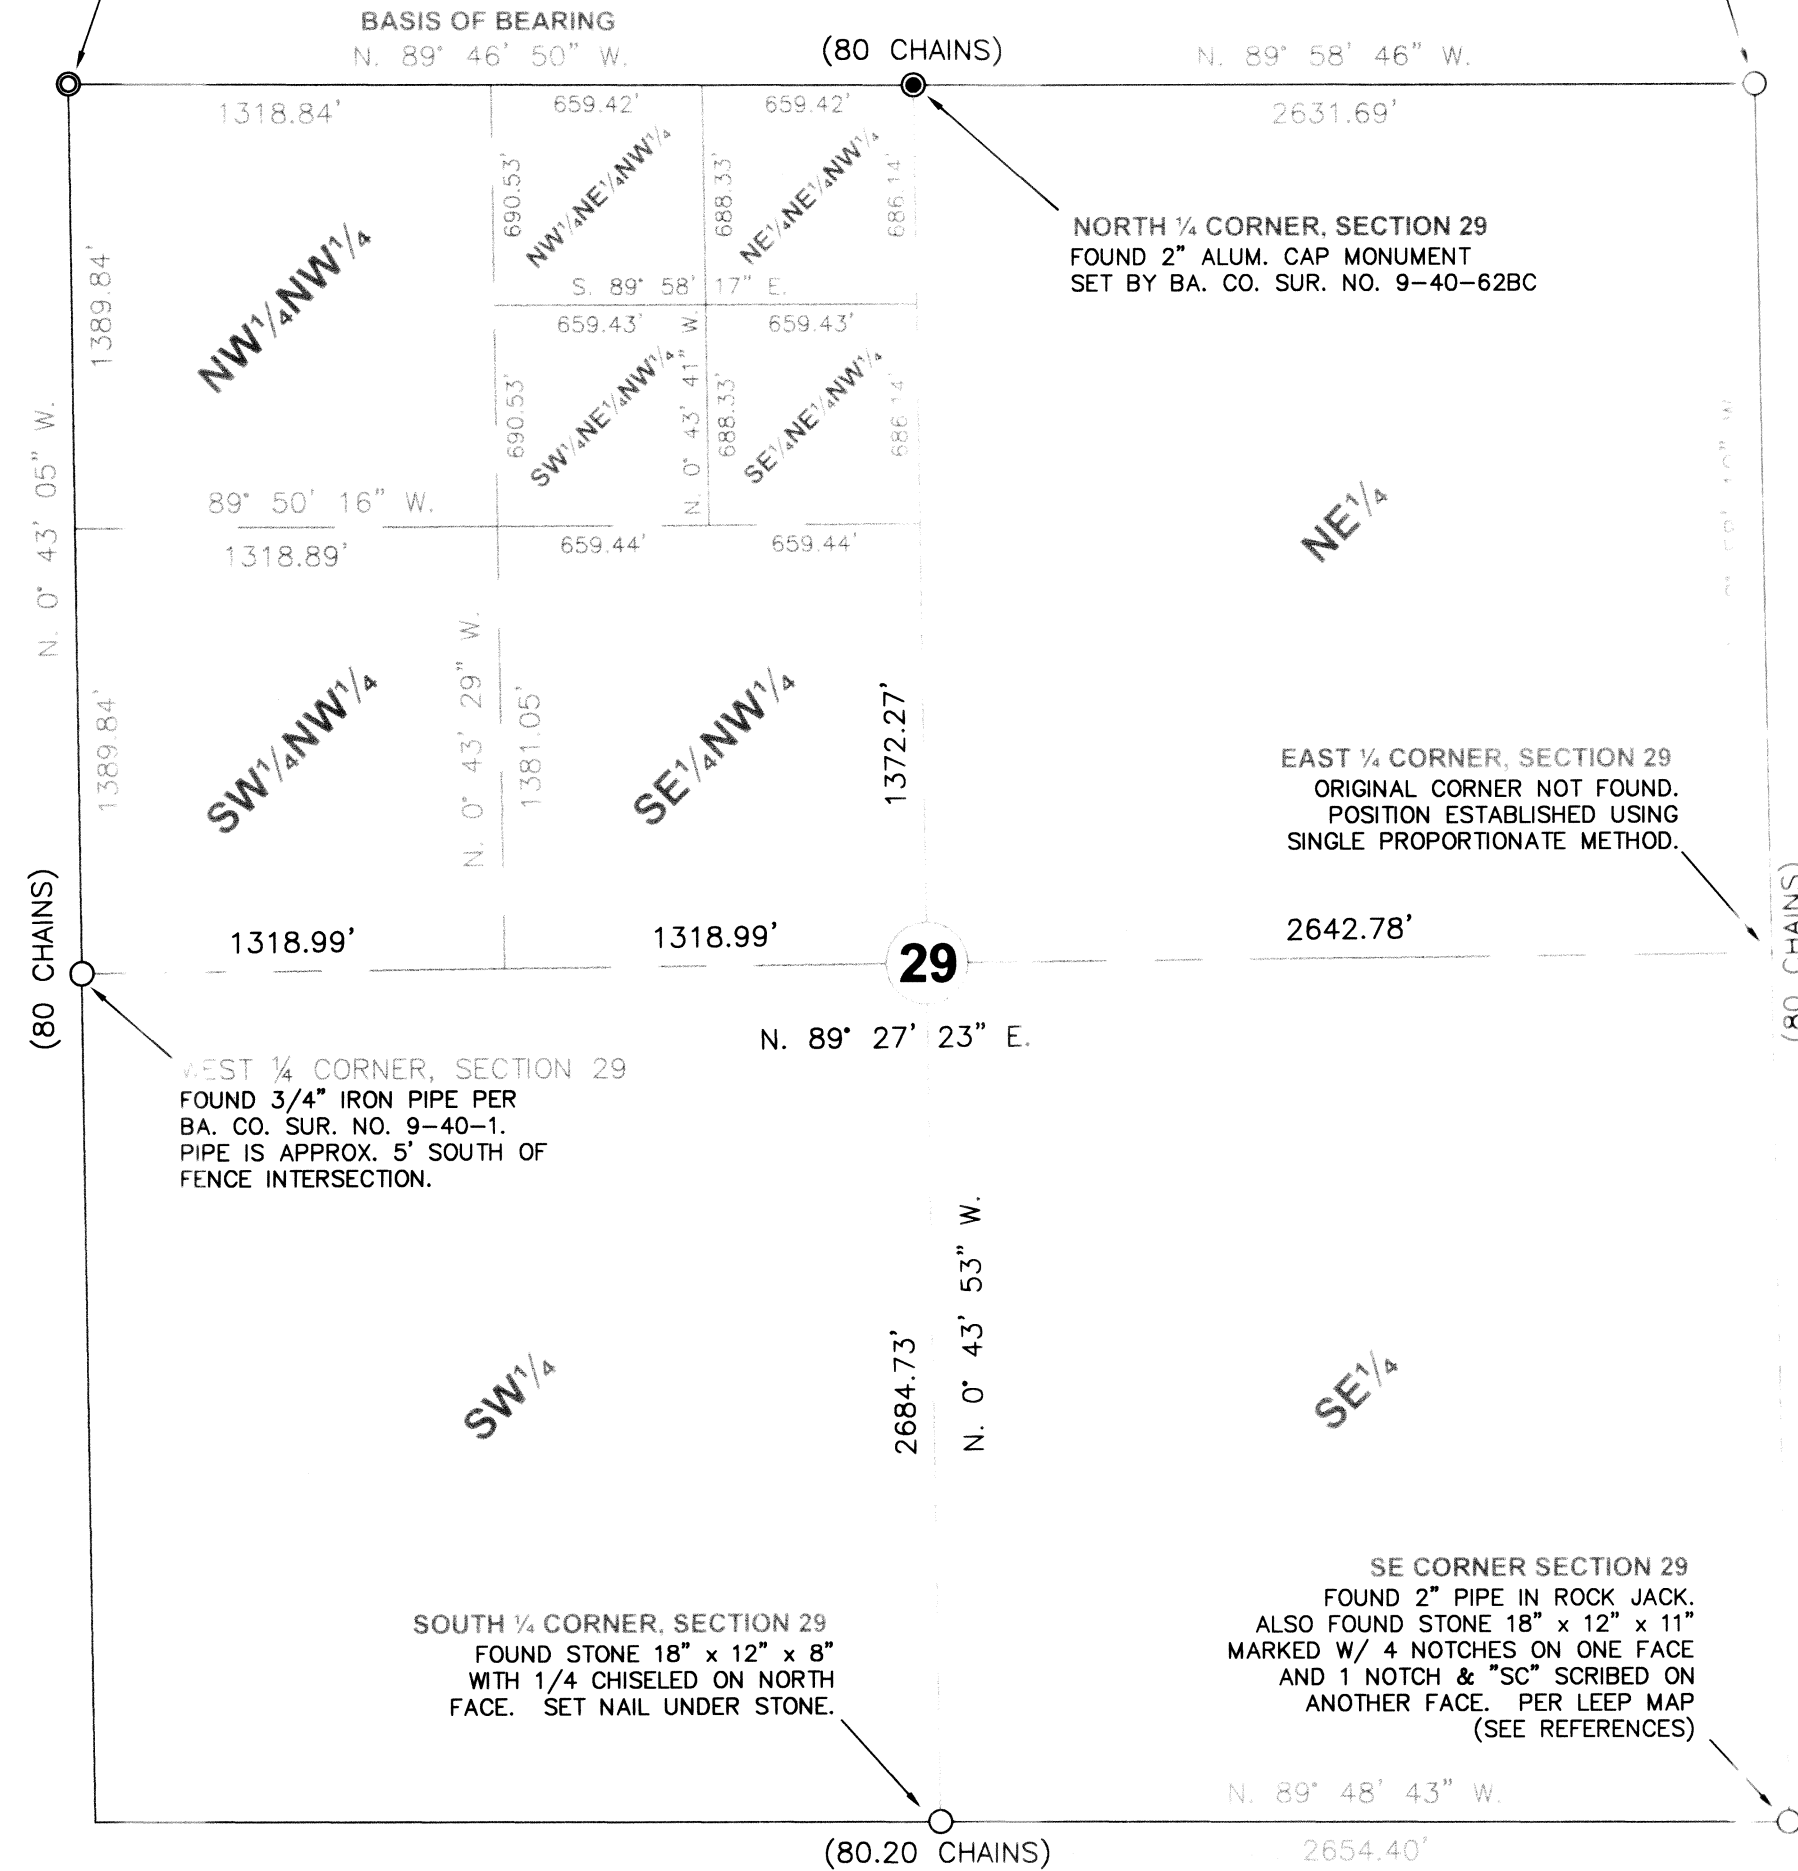 BASIS OF BEARING
N. 89° 46' 50" W.
(80 CHAINS)
N. 89° 58' 46" W.
1318.84'
659.42'
659.42'
2631.69'
690.53'
NW¼NE¼NW¼
688.33'
NE¼NE¼NW¼
686.14'
NORTH ¼ CORNER, SECTION 29
FOUND 2" ALUM. CAP MONUMENT
SET BY BA. CO. SUR. NO. 9-40-62BC
1389.84'
NW¼NW¼
S. 89° 58' 17" E.
659.43'
659.43'
690.53'
SW¼NE¼NW¼
N. 0° 43' 41" W.
688.33'
SE¼NE¼NW¼
686.14'
N. 0° 43' 05" W.
89° 50' 16" W.
1318.89'
659.44'
659.44'
NE¼
1389.84'
SW¼NW¼
N. 0° 43' 29" W.
1381.05'
SE¼NW¼
1372.27'
EAST ¼ CORNER, SECTION 29
ORIGINAL CORNER NOT FOUND.
POSITION ESTABLISHED USING
SINGLE PROPORTIONATE METHOD.
(80 CHAINS)
1318.99'
1318.99'
2642.78'
(80 CHAINS)
29
N. 89° 27' 23" E.
WEST ¼ CORNER, SECTION 29
FOUND 3/4" IRON PIPE PER
BA. CO. SUR. NO. 9-40-1.
PIPE IS APPROX. 5' SOUTH OF
FENCE INTERSECTION.
2684.73'
N. 0° 43' 53" W.
SW¼
SE¼
SOUTH ¼ CORNER, SECTION 29
FOUND STONE 18" x 12" x 8"
WITH 1/4 CHISELED ON NORTH
FACE. SET NAIL UNDER STONE.
SE CORNER SECTION 29
FOUND 2" PIPE IN ROCK JACK.
ALSO FOUND STONE 18" x 12" x 11"
MARKED W/ 4 NOTCHES ON ONE FACE
AND 1 NOTCH & "SC" SCRIBED ON
ANOTHER FACE. PER LEEP MAP
(SEE REFERENCES)
N. 89° 48' 43" W.
(80.20 CHAINS)
2654.40'